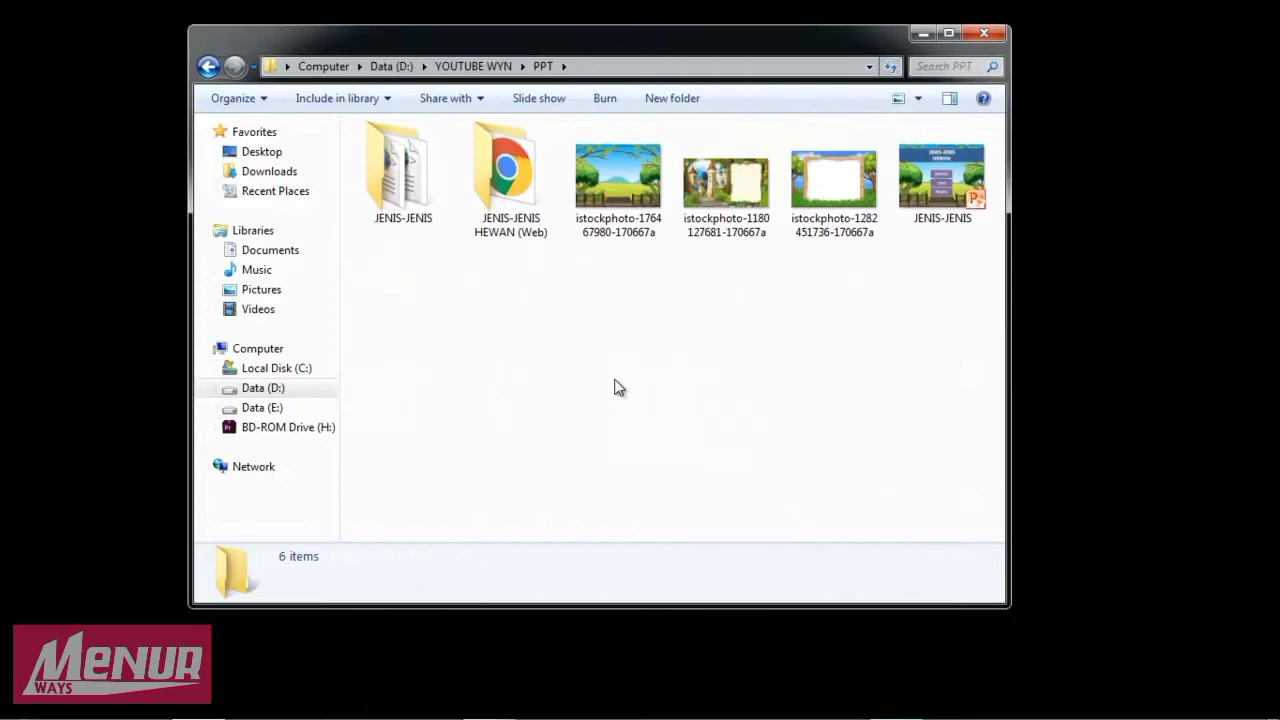 Computer Data (D:) YOUTUBE WYN PPT
Search PPT
Organize Include in library Share with Slide show Burn New folder
Favorites
Desktop
Downloads
Recent Places
Libraries
Documents
Music
Pictures
Videos
Computer
Local Disk (C:)
Data (D:)
Data (E:)
BD-ROM Drive (H:)
Network
JENIS-JENIS
JENIS-JENIS
HEWAN (Web)
istockphoto-1764
67980-170667a
istockphoto-1180
127681-170667a
istockphoto-1282
451736-170667a
JENIS-JENIS
HEWAN
JENIS-JENIS
6 items
MENUR
WAYS